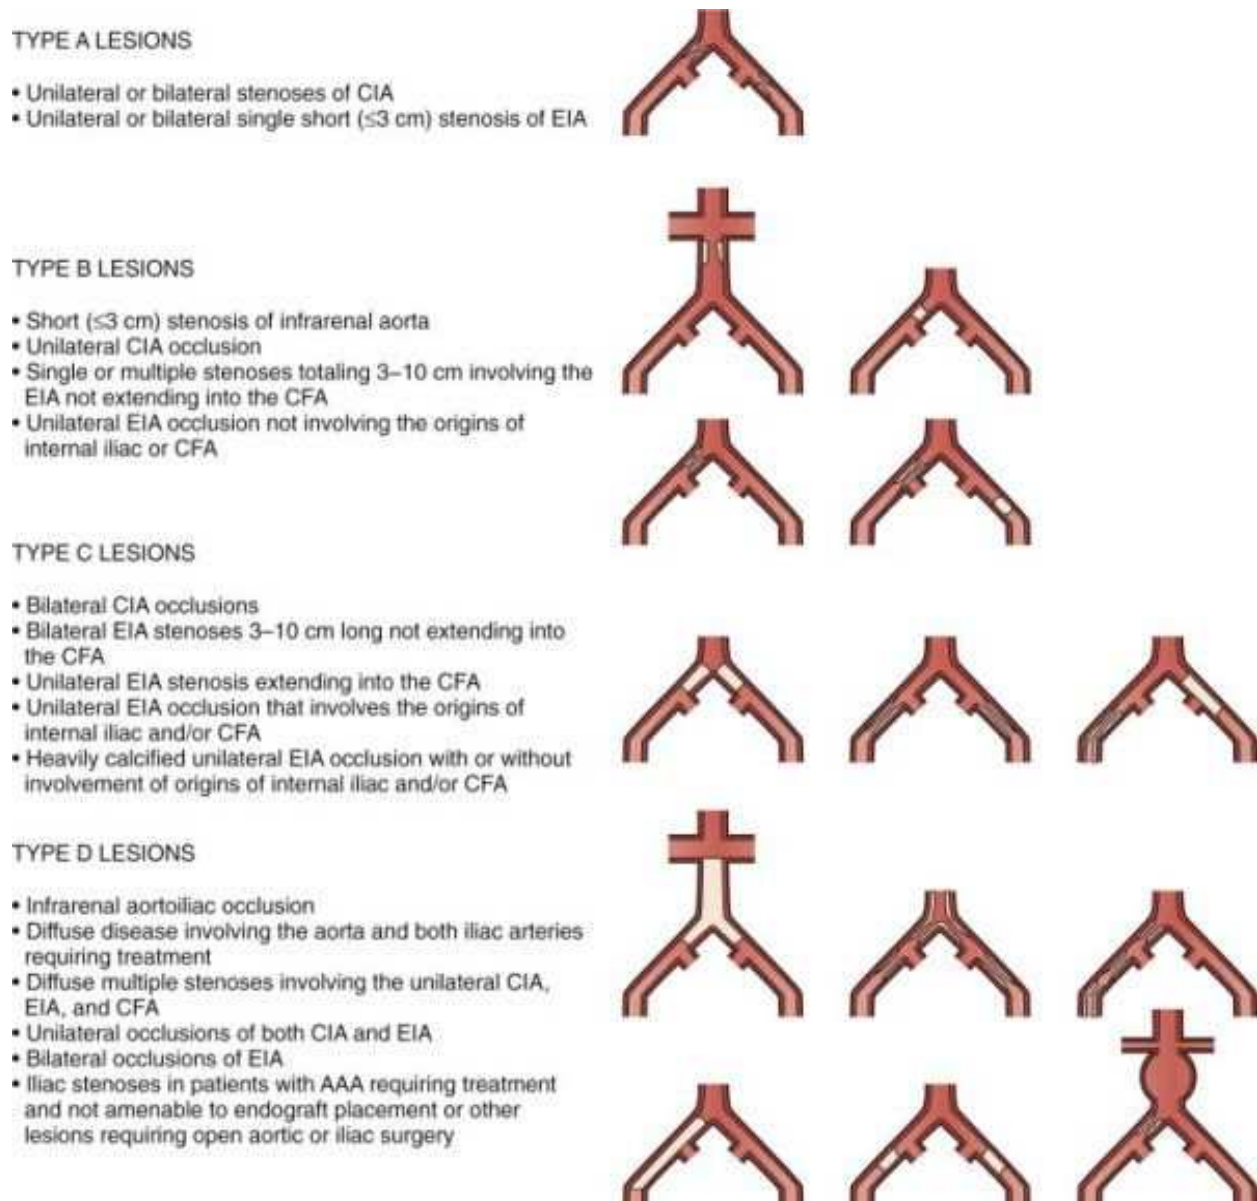 TYPE A LESIONS
• Unilateral or bilateral stenoses of CIA
• Unilateral or bilateral single short (≤3 cm) stenosis of EIA
TYPE B LESIONS
• Short (≤3 cm) stenosis of infrarenal aorta
• Unilateral CIA occlusion
• Single or multiple stenoses totaling 3–10 cm involving the
EIA not extending into the CFA
• Unilateral EIA occlusion not involving the origins of
internal iliac or CFA
TYPE C LESIONS
• Bilateral CIA occlusions
• Bilateral EIA stenoses 3–10 cm long not extending into
the CFA
• Unilateral EIA stenosis extending into the CFA
• Unilateral EIA occlusion that involves the origins of
internal iliac and/or CFA
• Heavily calcified unilateral EIA occlusion with or without
involvement of origins of internal iliac and/or CFA
TYPE D LESIONS
• Infrarenal aortoiliac occlusion
• Diffuse disease involving the aorta and both iliac arteries
requiring treatment
• Diffuse multiple stenoses involving the unilateral CIA,
EIA, and CFA
• Unilateral occlusions of both CIA and EIA
• Bilateral occlusions of EIA
• Iliac stenoses in patients with AAA requiring treatment
and not amenable to endograft placement or other
lesions requiring open aortic or iliac surgery